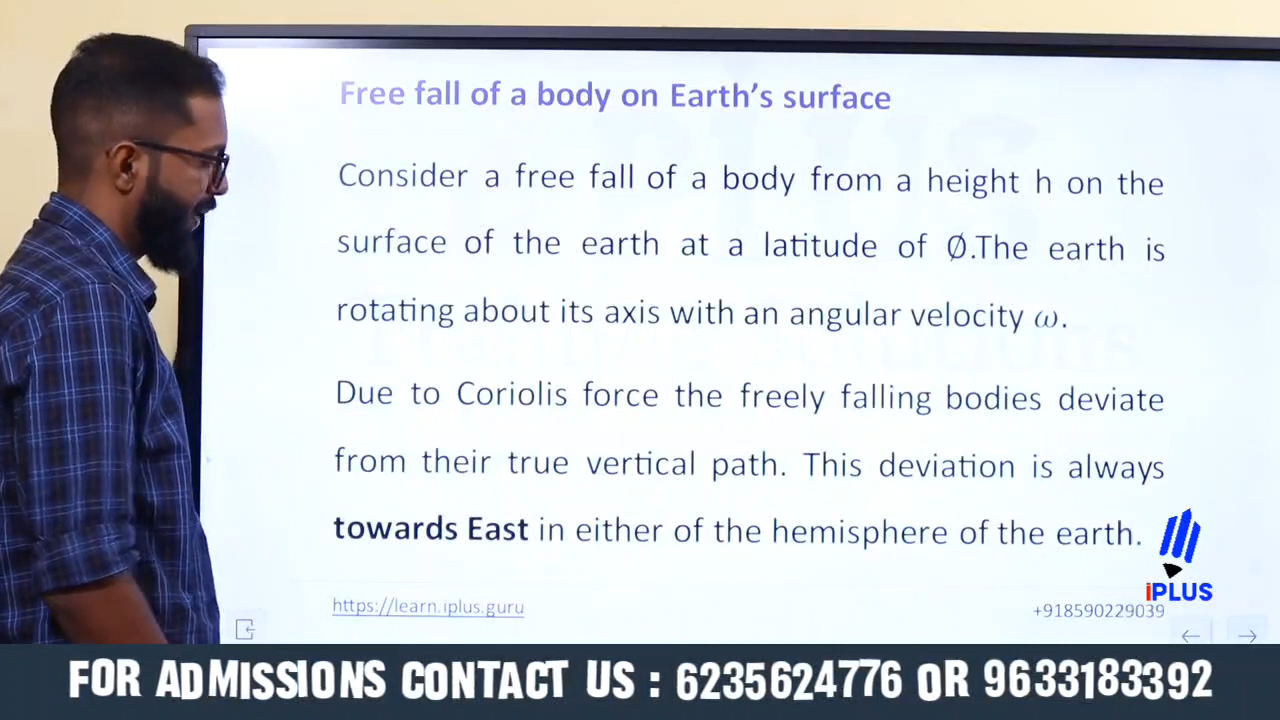 Free fall of a body on Earth's surface
Consider a free fall of a body from a height h on the
surface of the earth at a latitude of Ø.The earth is
rotating about its axis with an angular velocity ω.
Due to Coriolis force the freely falling bodies deviate
from their true vertical path. This deviation is always
towards East in either of the hemisphere of the earth.
iPLUS
https://learn.iplus.guru
+918590229039
FOR ADMISSIONS CONTACT US : 6235624776 OR 9633183392